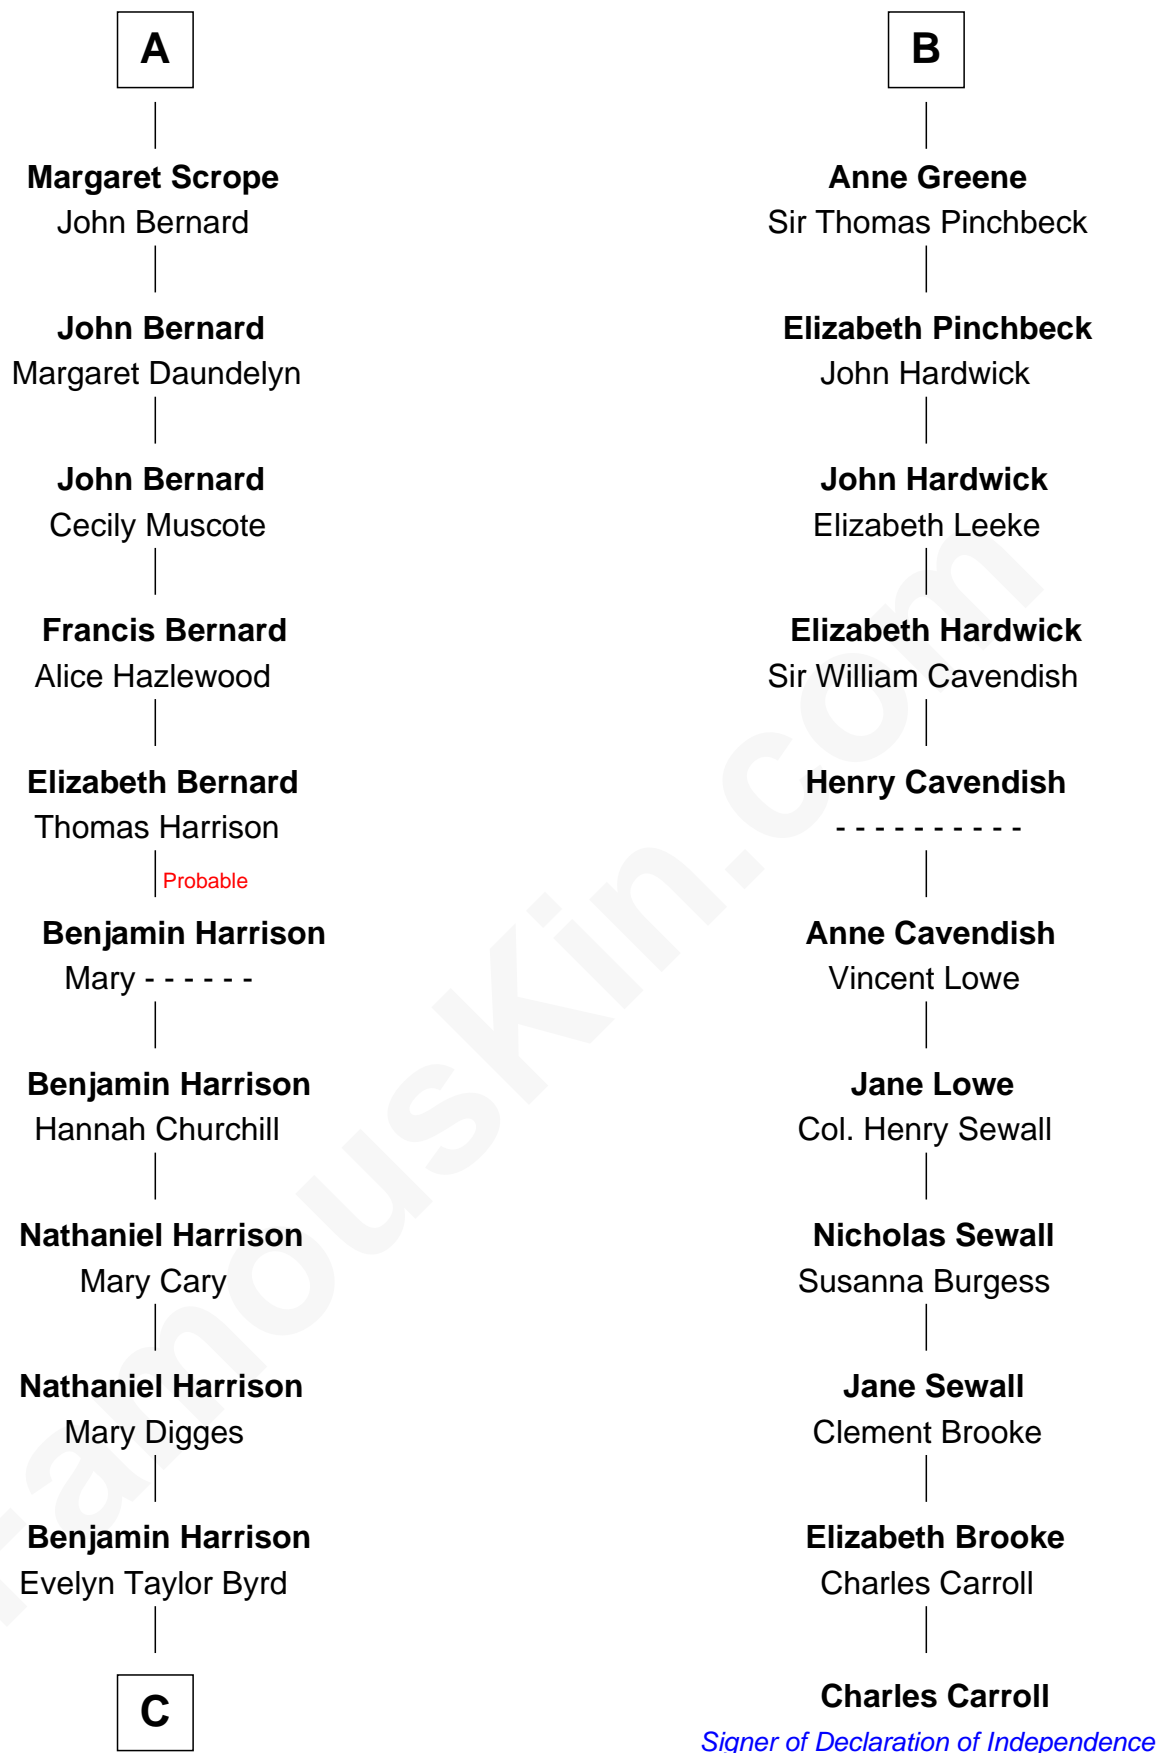 A
Margaret Scrope
John Bernard
John Bernard
Margaret Daundelyn
John Bernard
Cecily Muscote
Francis Bernard
Alice Hazlewood
Elizabeth Bernard
Thomas Harrison
Probable
Benjamin Harrison
Mary - - - - - -
Benjamin Harrison
Hannah Churchill
Nathaniel Harrison
Mary Cary
Nathaniel Harrison
Mary Digges
Benjamin Harrison
Evelyn Taylor Byrd
C
B
Anne Greene
Sir Thomas Pinchbeck
Elizabeth Pinchbeck
John Hardwick
John Hardwick
Elizabeth Leeke
Elizabeth Hardwick
Sir William Cavendish
Henry Cavendish
- - - - - - - - - -
Anne Cavendish
Vincent Lowe
Jane Lowe
Col. Henry Sewall
Nicholas Sewall
Susanna Burgess
Jane Sewall
Clement Brooke
Elizabeth Brooke
Charles Carroll
Charles Carroll
Signer of Declaration of Independence
FamousKin.com